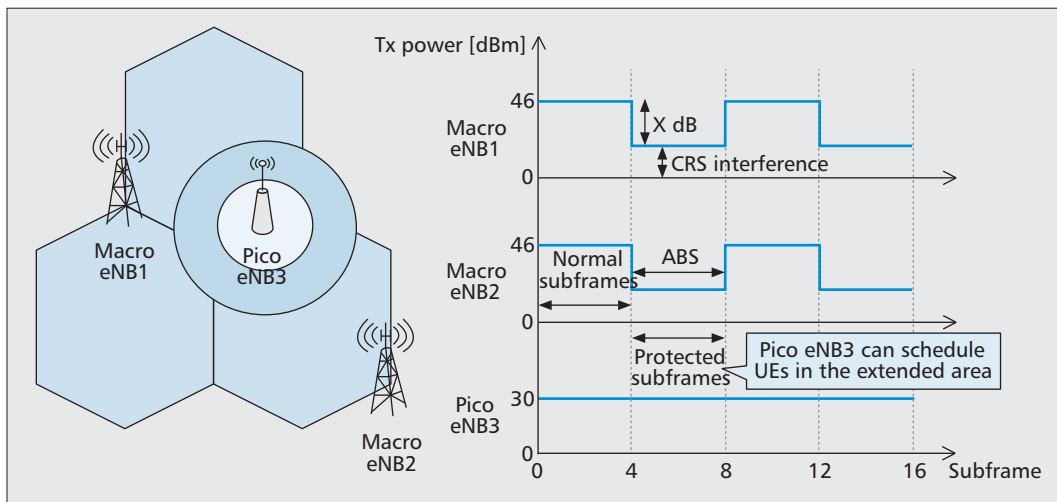 Macro
eNB1
Pico
eNB3
Macro
eNB2
Tx power [dBm]
46
Macro
eNB1
X dB
CRS interference
0
46
Macro
eNB2
Normal
subframes
ABS
0
Protected
subframes
Pico eNB3 can schedule
UEs in the extended area
30
Pico
eNB3
0
0
4
8
12
16
Subframe